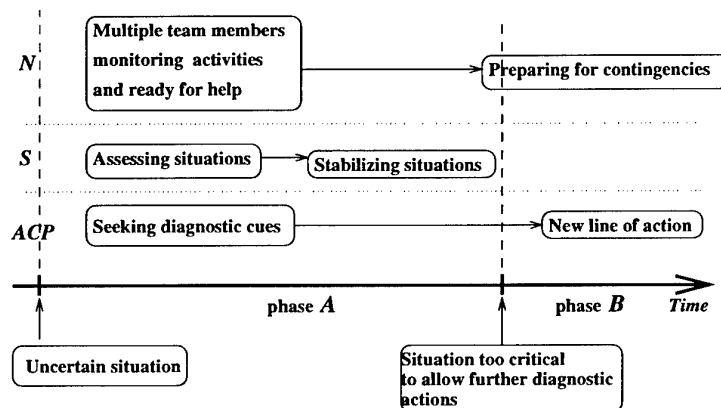 N
Multiple team members
monitoring activities
and ready for help
Preparing for contingencies
S
Assessing situations
Stabilizing situations
ACP
Seeking diagnostic cues
New line of action
phase A
phase B
Time
Uncertain situation
Situation too critical
to allow further diagnostic
actions